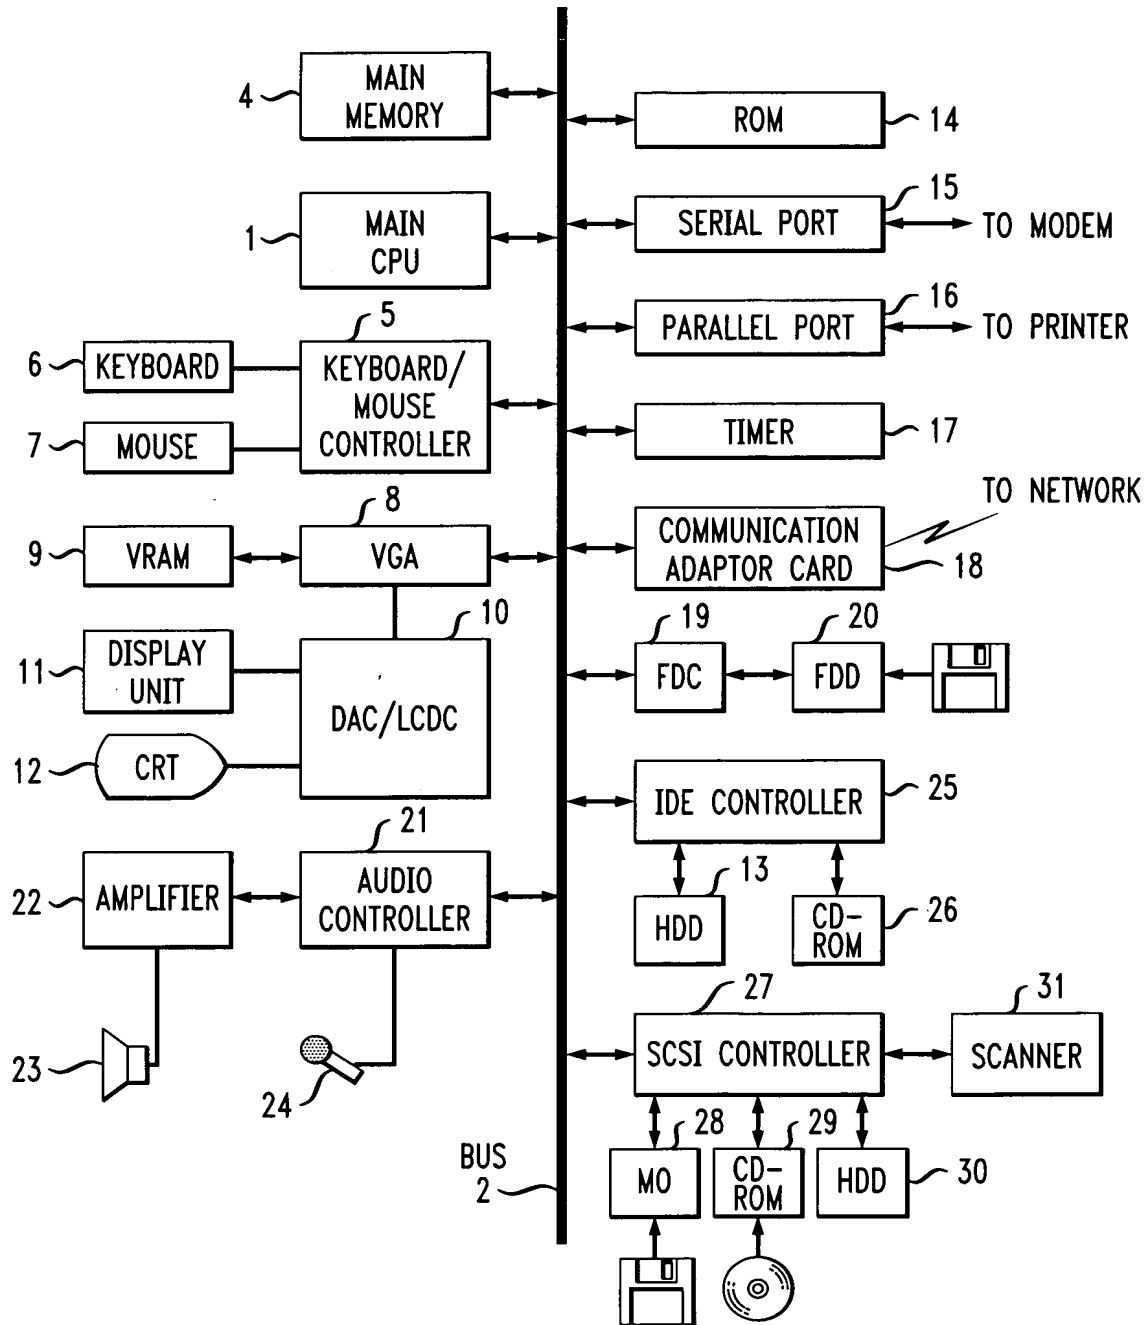 4
MAIN
MEMORY
ROM
14
1
MAIN
CPU
15
SERIAL PORT
TO MODEM
16
PARALLEL PORT
TO PRINTER
5
6
KEYBOARD
KEYBOARD/
MOUSE
CONTROLLER
7
MOUSE
TIMER
17
8
9
VRAM
VGA
TO NETWORK
COMMUNICATION
ADAPTOR CARD
18
10
11
DISPLAY
UNIT
DAC/LCDC
12
CRT
19
FDC
20
FDD
IDE CONTROLLER
25
13
HDD
CD-
ROM
26
21
22
AMPLIFIER
AUDIO
CONTROLLER
23
24
27
SCSI CONTROLLER
31
SCANNER
28
MO
29
CD-
ROM
HDD
30
BUS
2